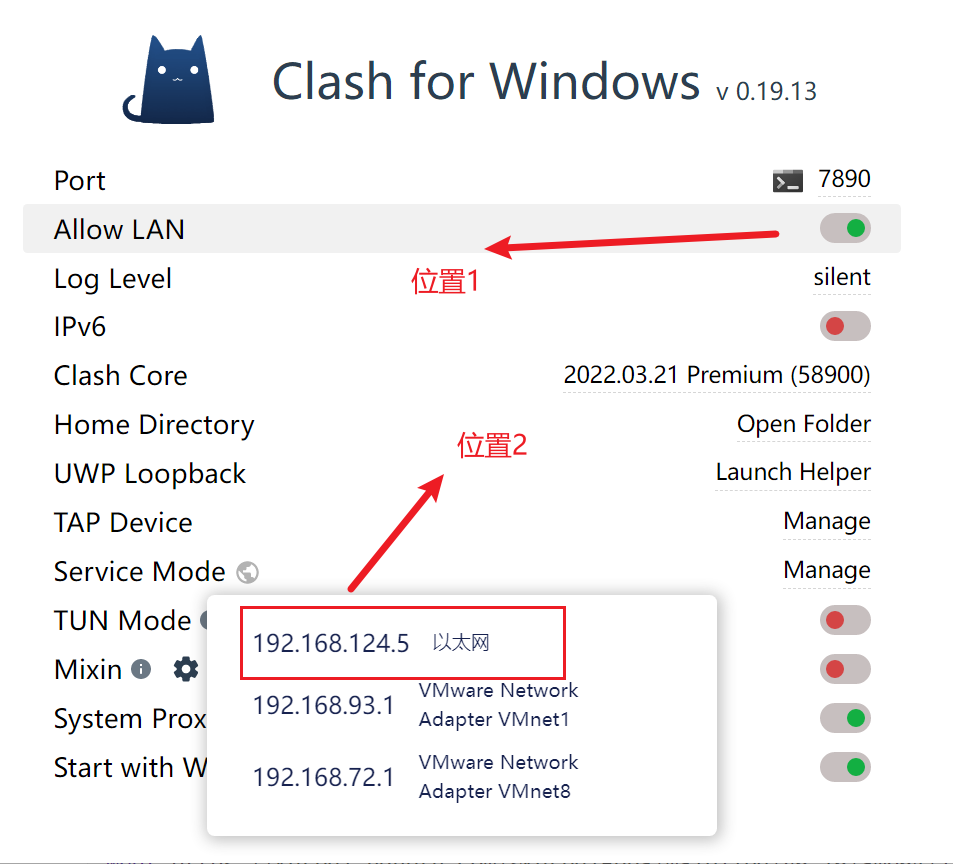 Clash for Windows v 0.19.13
Port 7890
Allow LAN
位置1
Log Level silent
IPv6
Clash Core 2022.03.21 Premium (58900)
Home Directory Open Folder
位置2
UWP Loopback Launch Helper
TAP Device Manage
Service Mode Manage
TUN Mode
192.168.124.5 以太网
Mixin
192.168.93.1 VMware Network
Adapter VMnet1
System Prox
Start with W
192.168.72.1 VMware Network
Adapter VMnet8